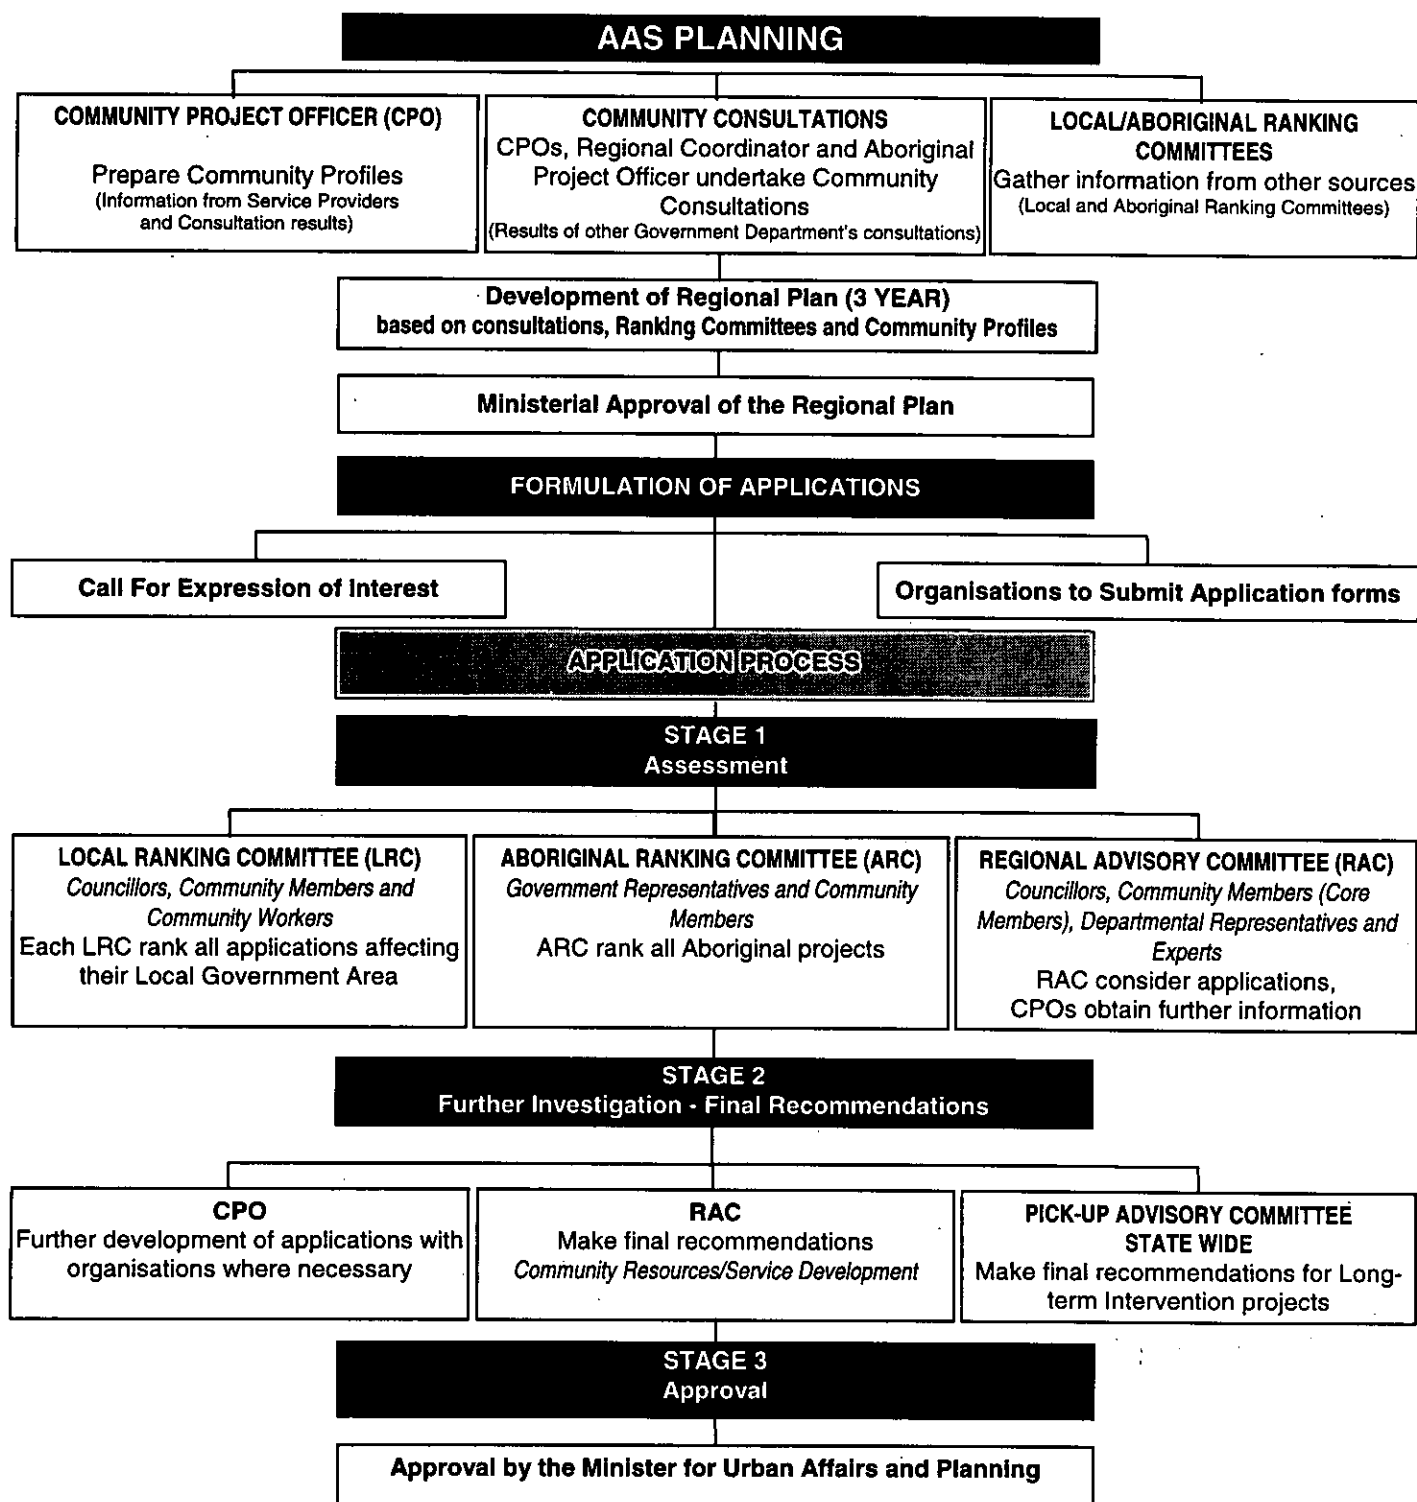 AAS PLANNING
COMMUNITY PROJECT OFFICER (CPO)
Prepare Community Profiles
(Information from Service Providers
and Consultation results)
COMMUNITY CONSULTATIONS
CPOs, Regional Coordinator and Aboriginal
Project Officer undertake Community
Consultations
(Results of other Government Department's consultations)
LOCAL/ABORIGINAL RANKING
COMMITTEES
Gather information from other sources
(Local and Aboriginal Ranking Committees)
Development of Regional Plan (3 YEAR)
based on consultations, Ranking Committees and Community Profiles
Ministerial Approval of the Regional Plan
FORMULATION OF APPLICATIONS
Call For Expression of Interest
Organisations to Submit Application forms
APPLICATION PROCESS
STAGE 1
Assessment
LOCAL RANKING COMMITTEE (LRC)
Councillors, Community Members and
Community Workers
Each LRC rank all applications affecting
their Local Government Area
ABORIGINAL RANKING COMMITTEE (ARC)
Government Representatives and Community
Members
ARC rank all Aboriginal projects
REGIONAL ADVISORY COMMITTEE (RAC)
Councillors, Community Members (Core
Members), Departmental Representatives and
Experts
RAC consider applications,
CPOs obtain further information
STAGE 2
Further Investigation - Final Recommendations
CPO
Further development of applications with
organisations where necessary
RAC
Make final recommendations
Community Resources/Service Development
PICK-UP ADVISORY COMMITTEE
STATE WIDE
Make final recommendations for Long-
term Intervention projects
STAGE 3
Approval
Approval by the Minister for Urban Affairs and Planning